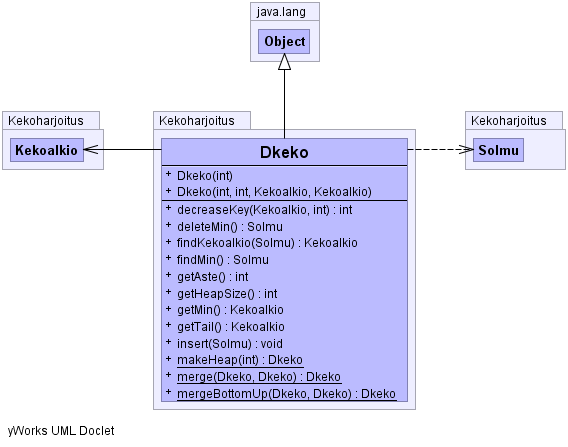 java.lang
Object
Kekoharjoitus
Kekoalkio
Kekoharjoitus
Dkeko
+ Dkeko(int)
+ Dkeko(int, int, Kekoalkio, Kekoalkio)
+ decreaseKey(Kekoalkio, int) : int
+ deleteMin() : Solmu
+ findKekoalkio(Solmu) : Kekoalkio
+ findMin() : Solmu
+ getAste() : int
+ getHeapSize() : int
+ getMin() : Kekoalkio
+ getTail() : Kekoalkio
+ insert(Solmu) : void
+ makeHeap(int) : Dkeko
+ merge(Dkeko, Dkeko) : Dkeko
+ mergeBottomUp(Dkeko, Dkeko) : Dkeko
Kekoharjoitus
Solmu
yWorks UML Doclet